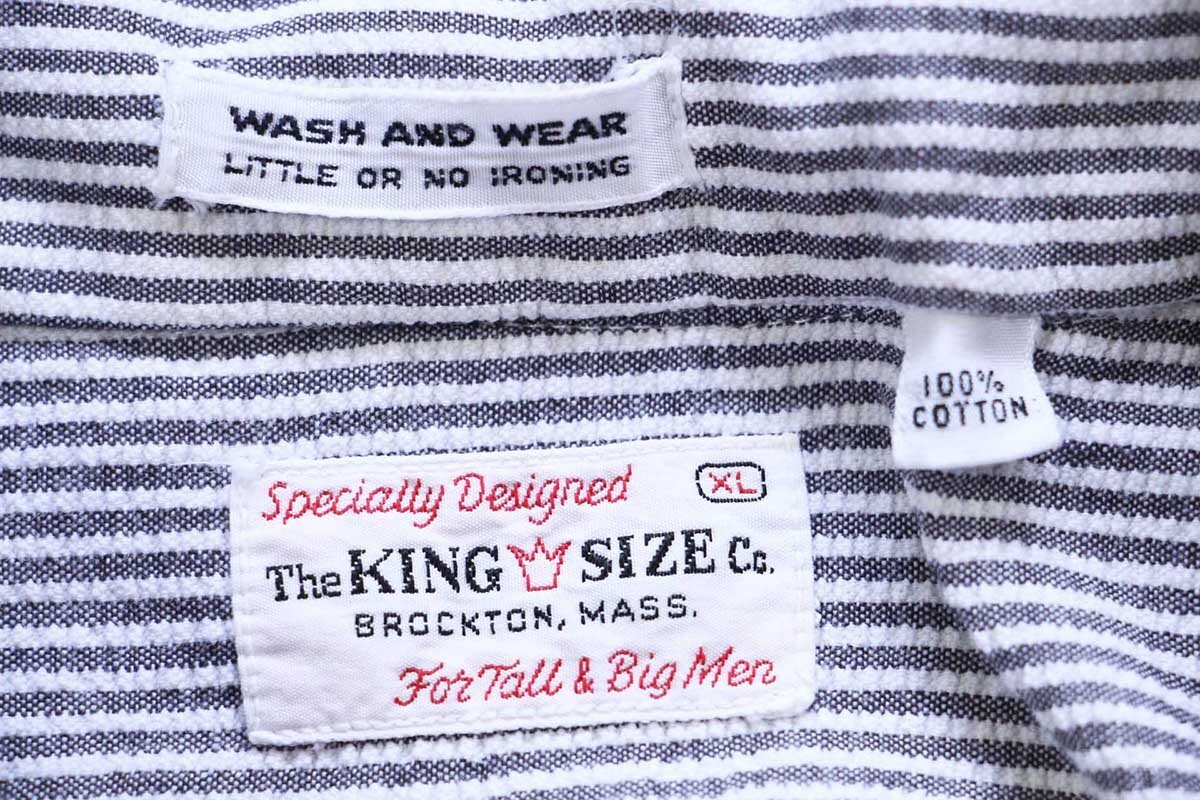 WASH AND WEAR
LITTLE OR NO IRONING
100%
COTTON
Specially Designed XL
The KING SIZE Co.
BROCKTON, MASS.
For Tall & Big Men